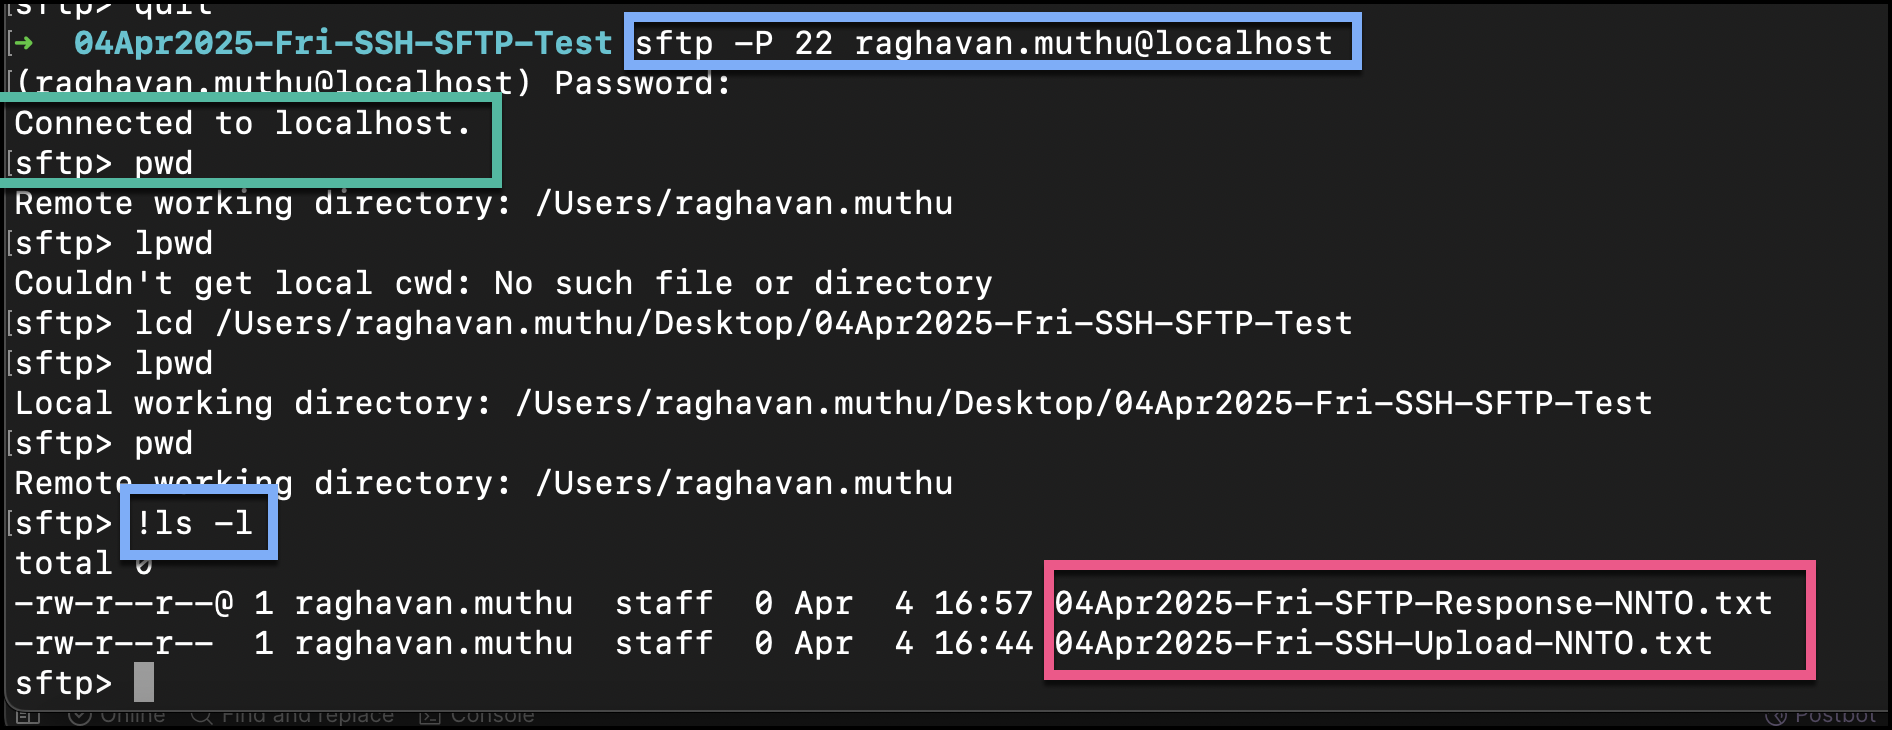 sftp> quit
[➜  04Apr2025-Fri-SSH-SFTP-Test sftp -P 22 raghavan.muthu@localhost
[(raghavan.muthu@localhost) Password:
Connected to localhost.
[sftp> pwd
Remote working directory: /Users/raghavan.muthu
[sftp> lpwd
Couldn't get local cwd: No such file or directory
[sftp> lcd /Users/raghavan.muthu/Desktop/04Apr2025-Fri-SSH-SFTP-Test
[sftp> lpwd
Local working directory: /Users/raghavan.muthu/Desktop/04Apr2025-Fri-SSH-SFTP-Test
[sftp> pwd
Remote working directory: /Users/raghavan.muthu
[sftp> !ls -l
total 0
-rw-r--r--@ 1 raghavan.muthu  staff  0 Apr  4 16:57 04Apr2025-Fri-SFTP-Response-NNTO.txt
-rw-r--r--  1 raghavan.muthu  staff  0 Apr  4 16:44 04Apr2025-Fri-SSH-Upload-NNTO.txt
sftp>
Online Find and replace Console Postbot